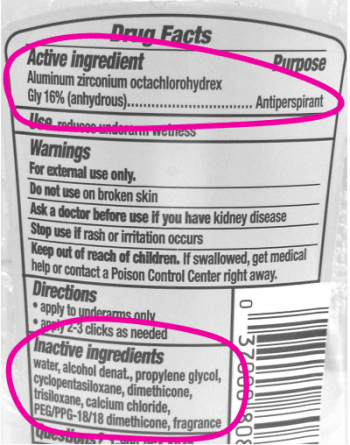 Drug Facts
Active ingredient Purpose
Aluminum zirconium octachlorohydrex
Gly 16% (anhydrous)............................ Antiperspirant
Use reduces underarm wetness
Warnings
For external use only.
Do not use on broken skin
Ask a doctor before use if you have kidney disease
Stop use if rash or irritation occurs
Keep out of reach of children. If swallowed, get medical
help or contact a Poison Control Center right away.
Directions
• apply to underarms only
• apply 2-3 clicks as needed
Inactive ingredients
water, alcohol denat., propylene glycol,
cyclopentasiloxane, dimethicone,
trisiloxane, calcium chloride,
PEG/PPG-18/18 dimethicone, fragrance
Questions?